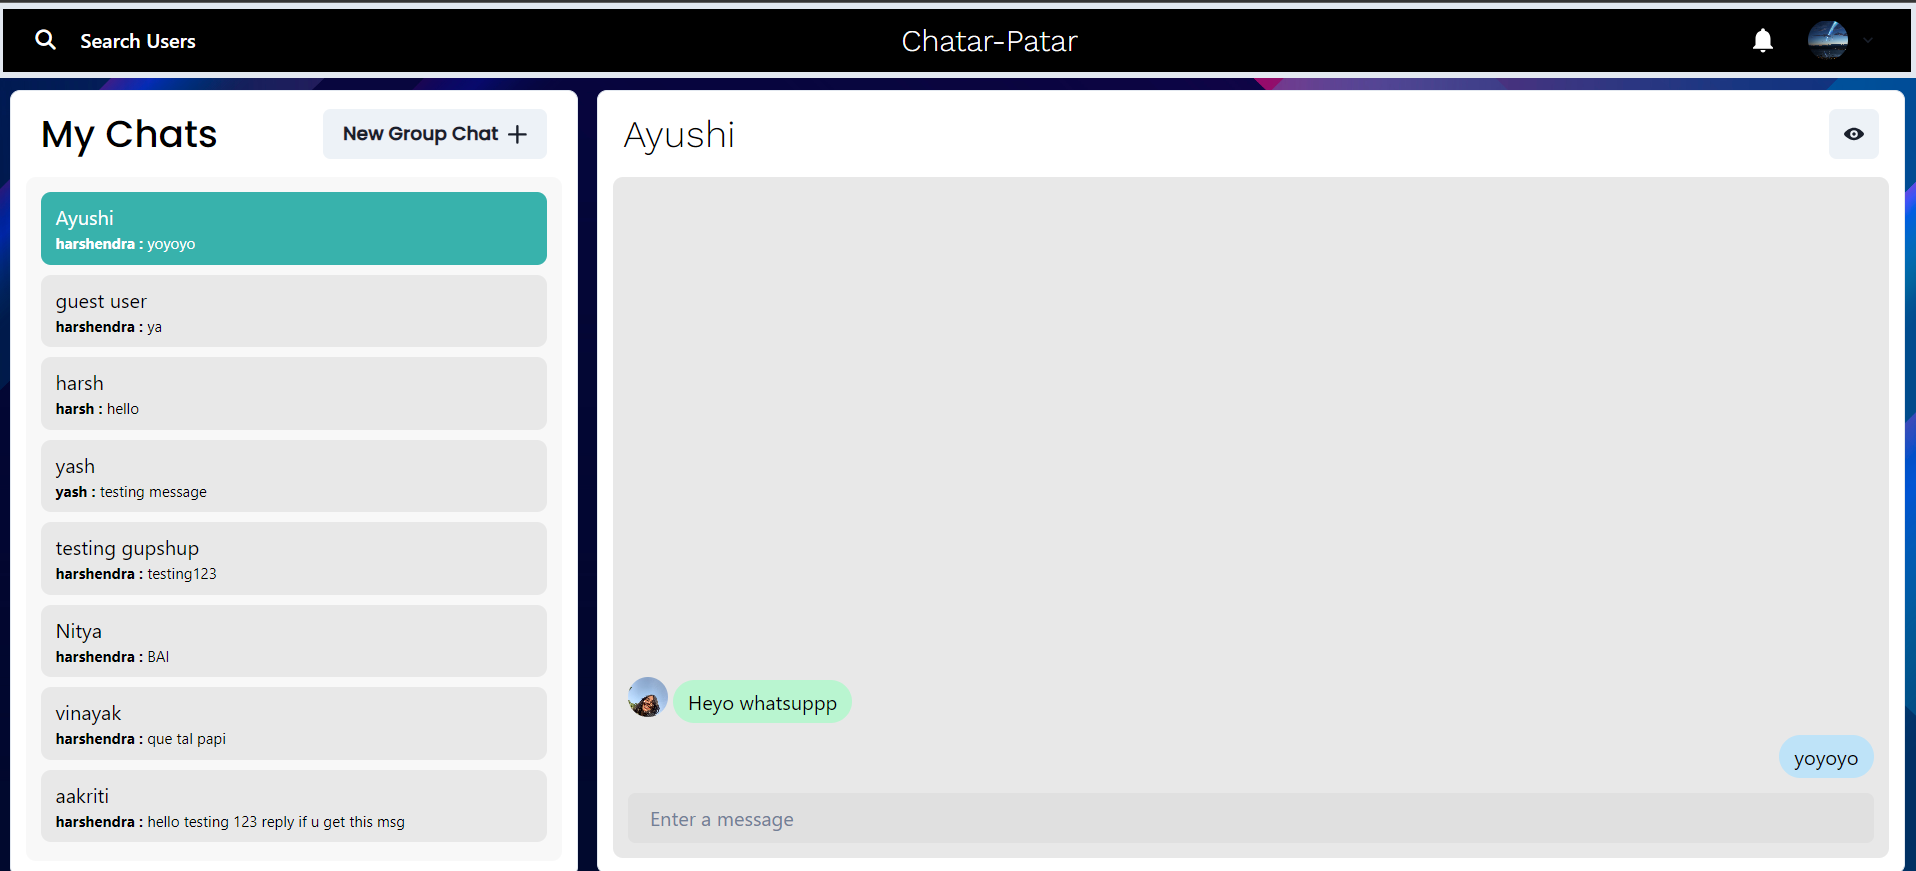 Search Users
Chatar-Patar
My Chats
New Group Chat
Ayushi
harshendra : yoyoyo
guest user
harshendra : ya
harsh
harsh : hello
yash
yash : testing message
testing gupshup
harshendra : testing123
Nitya
harshendra : BAI
vinayak
harshendra : que tal papi
aakriti
harshendra : hello testing 123 reply if u get this msg
Ayushi
Heyo whatsuppp
yoyoyo
Enter a message